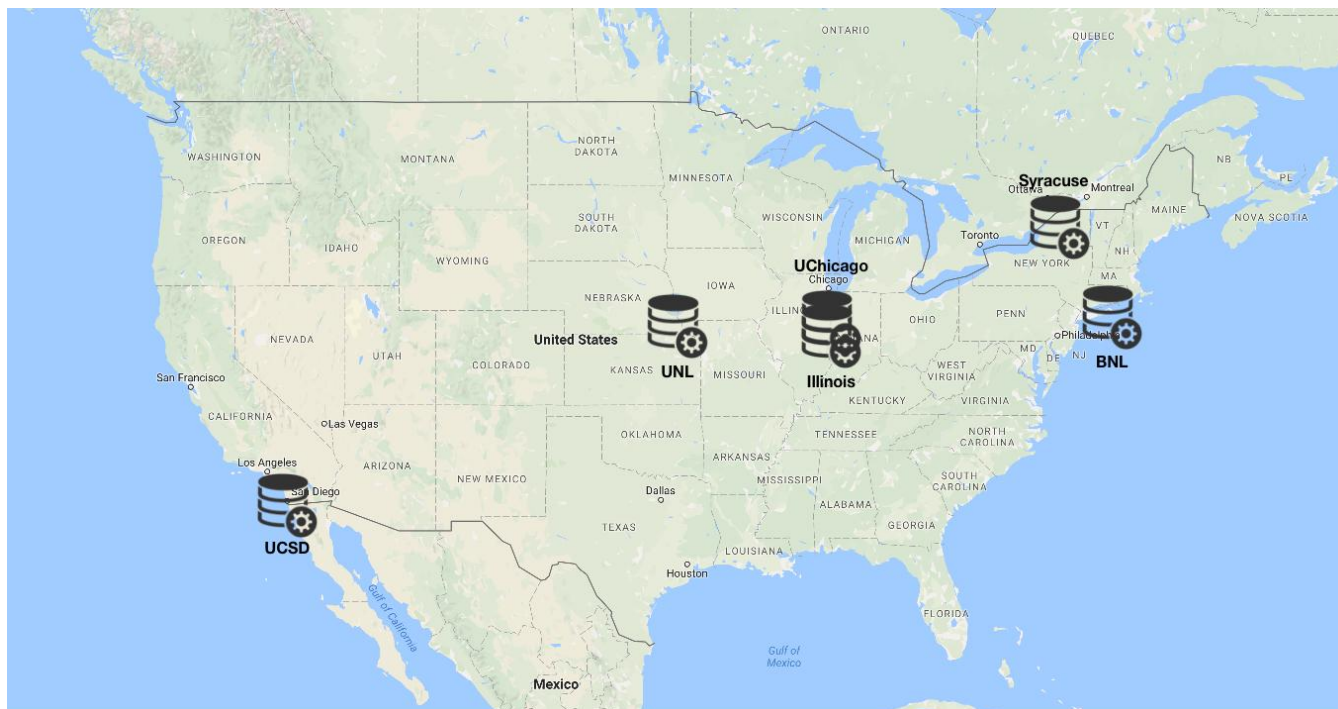 ONTARIO
QUEBEC
WASHINGTON
MONTANA
NORTH
DAKOTA
MINNESOTA
Syracuse
Ottawa
Montreal
NB
PE
MAINE
NOVA SCOTIA
OREGON
IDAHO
WYOMING
SOUTH
DAKOTA
WISCONSIN
MICHIGAN
Toronto
VT
NH
NEW YORK
MA
UChicago
Chicago
NEBRASKA
IOWA
OHIO
PENN
Philadelphi
NEVADA
UTAH
COLORADO
United States
KANSAS
UNL
MISSOURI
Illinois
WEST
VIRGINIA
MD
DE
NJ
BNL
San Francisco
CALIFORNIA
Las Vegas
KENTUCKY
VIRGINIA
Los Angeles
ARIZONA
NEW MEXICO
OKLAHOMA
ARKANSAS
TENNESSEE
NORTH
CAROLINA
San Diego
UCSD
Dallas
TEXAS
MISSISSIPPI
ALABAMA
SOUTH
CAROLINA
GEORGIA
Houston
LOUISIANA
FLORIDA
Gulf of California
Gulf of
Mexico
Mexico